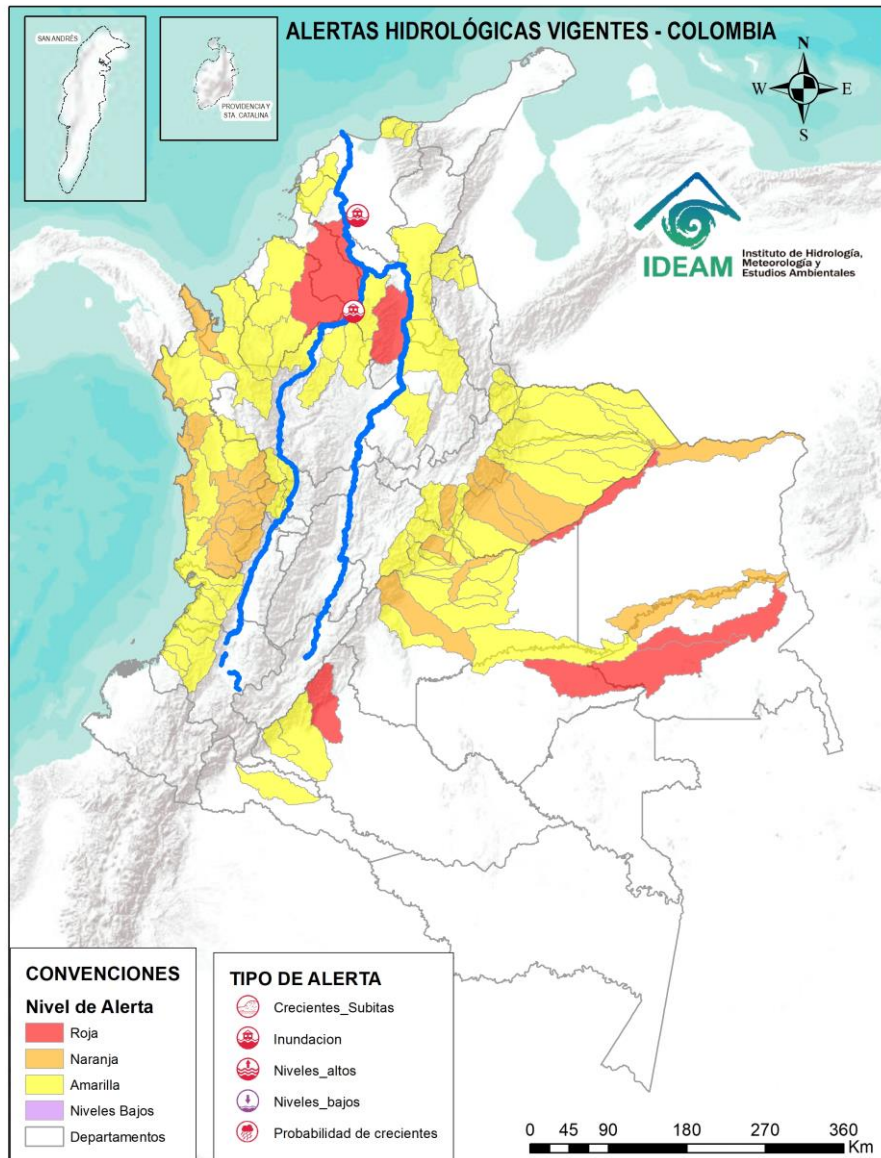 ALERTAS HIDROLÓGICAS VIGENTES - COLOMBIA
SAN ANDRÉS
PROVIDENCIA Y
STA. CATALINA
N
W
E
S
IDEAM
Instituto de Hidrología,
Meteorología y
Estudios Ambientales
CONVENCIONES
Nivel de Alerta
Roja
Naranja
Amarilla
Niveles Bajos
Departamentos
TIPO DE ALERTA
Crecientes_Subitas
Inundacion
Niveles_altos
Niveles_bajos
Probabilidad de crecientes
0 45 90 180 270 360
Km